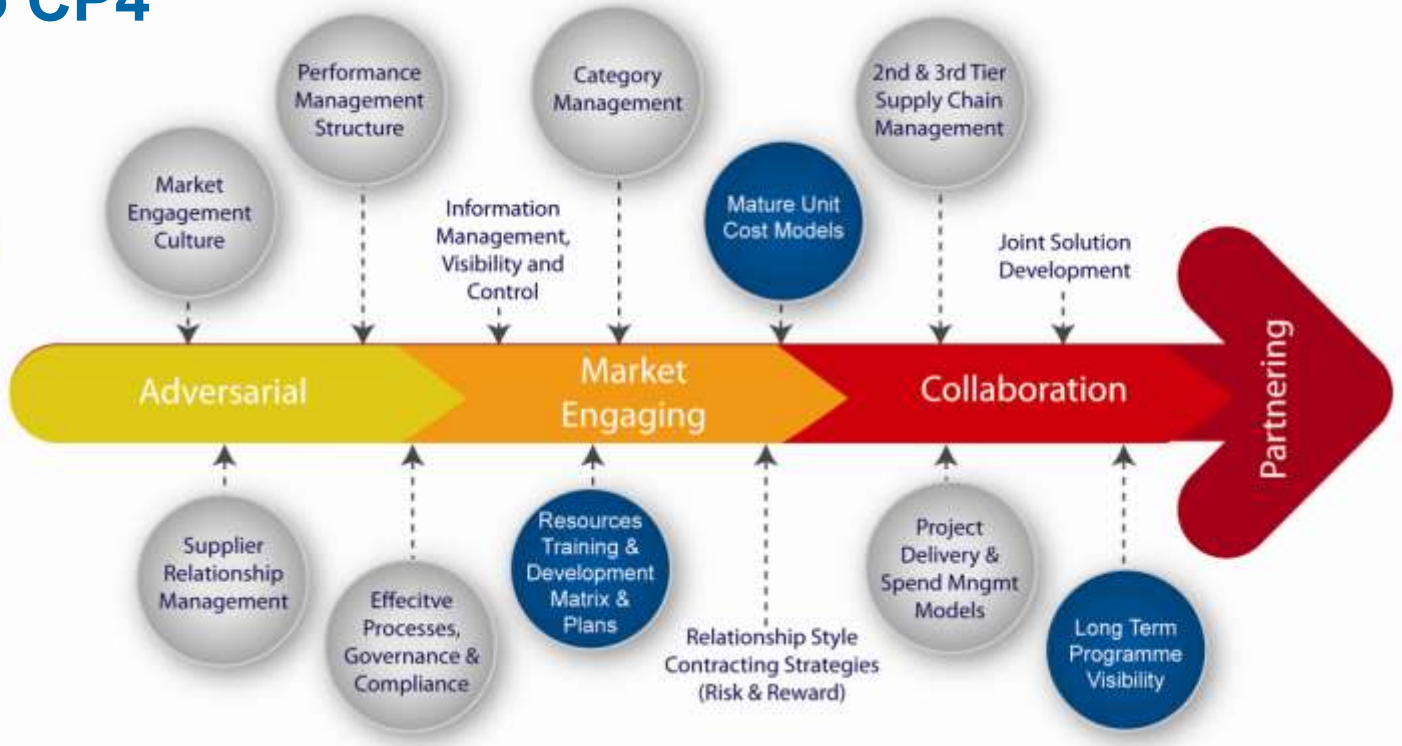 CP4
Performance
Management
Structure
Category
Management
2nd & 3rd Tier
Supply Chain
Management
Market
Engagement
Culture
Information
Management,
Visibility and
Control
Mature Unit
Cost Models
Joint Solution
Development
Adversarial
Market
Engaging
Collaboration
Partnering
Supplier
Relationship
Management
Effecitve
Processes,
Governance &
Compliance
Resources
Training &
Development
Matrix &
Plans
Relationship Style
Contracting Strategies
(Risk & Reward)
Project
Delivery &
Spend Mngmt
Models
Long Term
Programme
Visibility